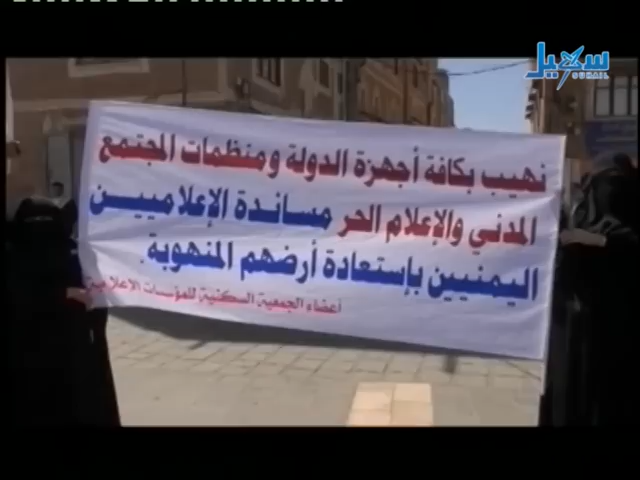 سهيل
SUHAIL
نهيب بكافة أجهزة الدولة ومنظمات المجتمع
المدني والإعلام الحر مساندة الإعلاميين
اليمنيين بإستعادة أرضهم المنهوبة.
أعضاء الجمعية السكنية للمؤسسات الإعلامية